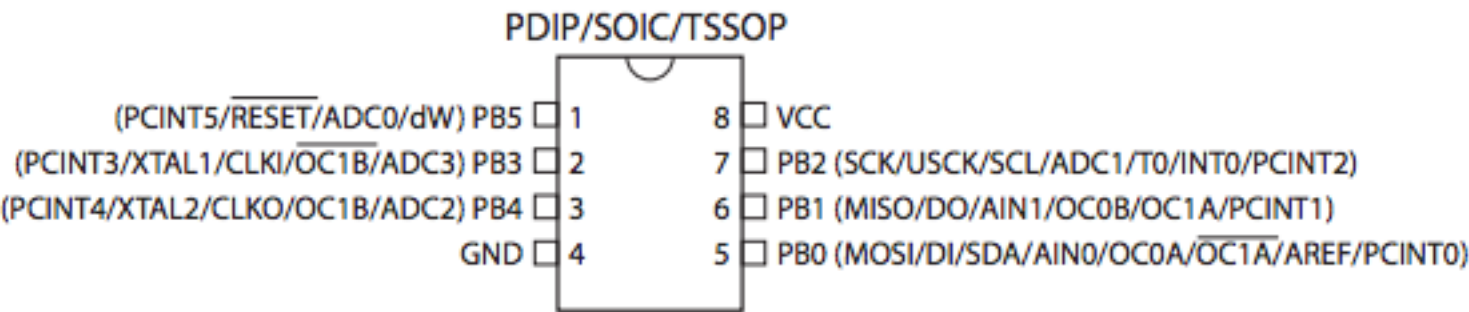 PDIP/SOIC/TSSOP
(PCINT5/RESET/ADC0/dW) PB5 1 8 VCC
(PCINT3/XTAL1/CLKI/OC1B/ADC3) PB3 2 7 PB2 (SCK/USCK/SCL/ADC1/T0/INT0/PCINT2)
(PCINT4/XTAL2/CLKO/OC1B/ADC2) PB4 3 6 PB1 (MISO/DO/AIN1/OC0B/OC1A/PCINT1)
GND 4 5 PB0 (MOSI/DI/SDA/AIN0/OC0A/OC1A/AREF/PCINT0)